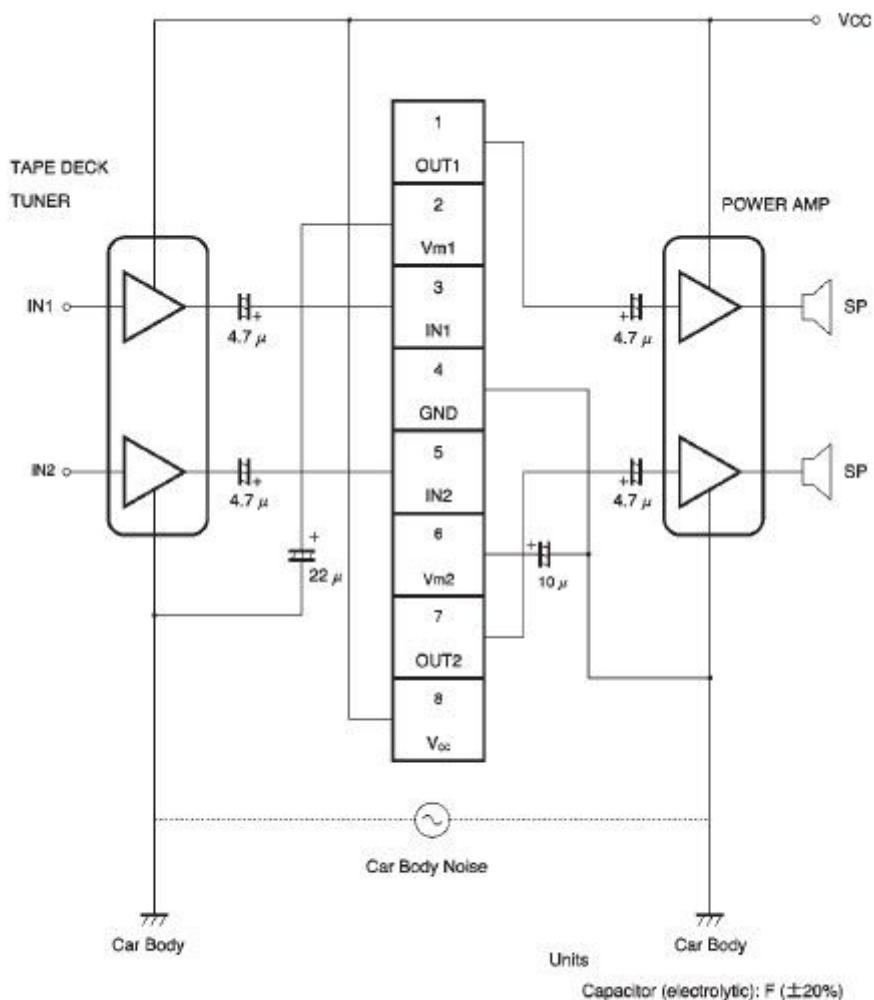 VCC
1
OUT1
TAPE DECK
TUNER
2
Vm1
POWER AMP
IN1
4.7 μ
+
3
IN1
4.7 μ
+
SP
4
GND
IN2
4.7 μ
+
5
IN2
4.7 μ
+
SP
22 μ
+
6
Vm2
10 μ
+
7
OUT2
8
Vcc
Car Body Noise
Car Body
Car Body
Units
Capacitor (electrolytic): F (±20%)